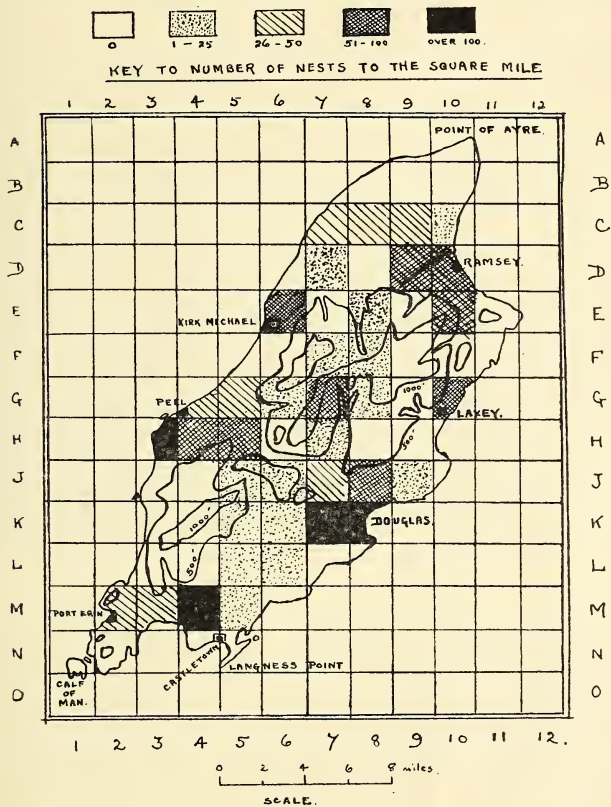 0 1-25 26-50 51-100 OVER 100.
KEY TO NUMBER OF NESTS TO THE SQUARE MILE
1 2 3 4 5 6 7 8 9 10 11 12
POINT OF AYRE.
A A
B B
C C
D D
RAMSEY.
E E
KIRK MICHAEL
F F
G G
PEEL
1000'
LAXEY.
500'
H H
J J
K K
1000'
DOUGLAS.
L L
500'
M M
PORT ERIN
N N
CASTLETOWN
LANGNESS POINT
O O
CALF
OF
MAN.
1 2 3 4 5 6 7 8 9 10 11 12.
0 2 4 6 8 miles.
SCALE.